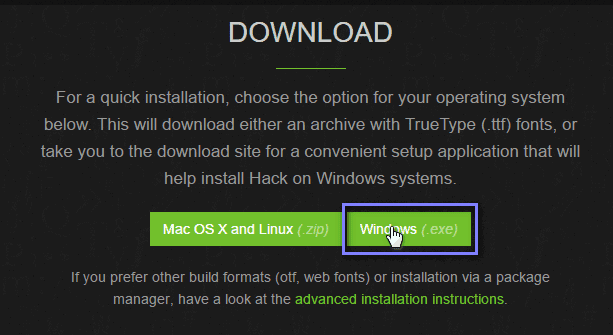 DOWNLOAD
For a quick installation, choose the option for your operating system
below. This will download either an archive with TrueType (.ttf) fonts, or
take you to the download site for a convenient setup application that will
help install Hack on Windows systems.
Mac OS X and Linux (.zip) Windows (.exe)
If you prefer other build formats (otf, web fonts) or installation via a package
manager, have a look at the advanced installation instructions.